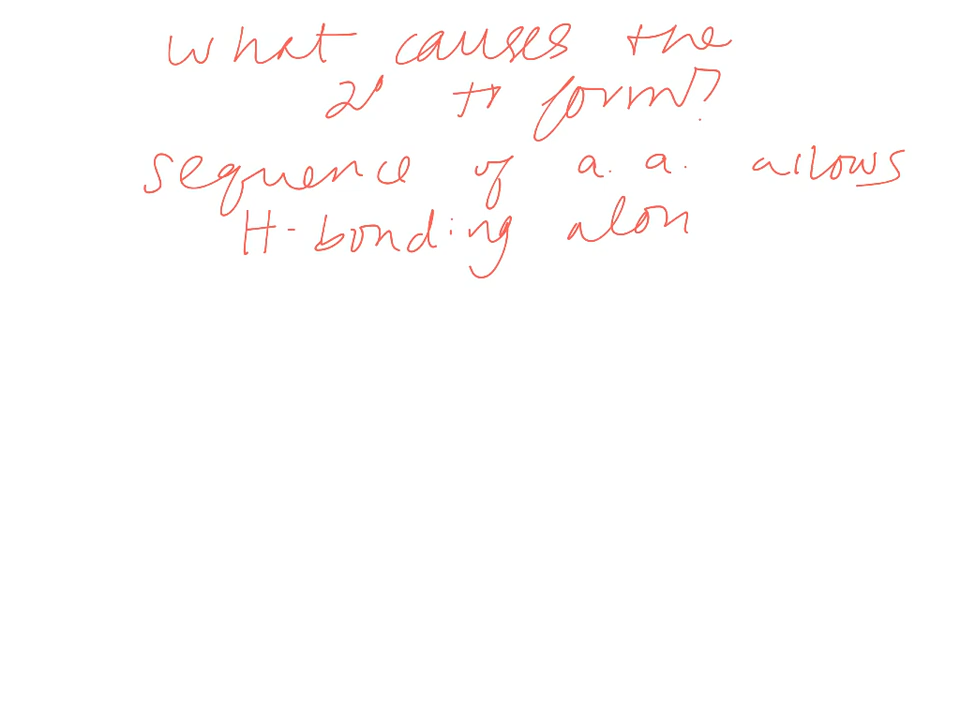 What causes the
2° to form?
sequence of a.a. allows
H-bonding alon